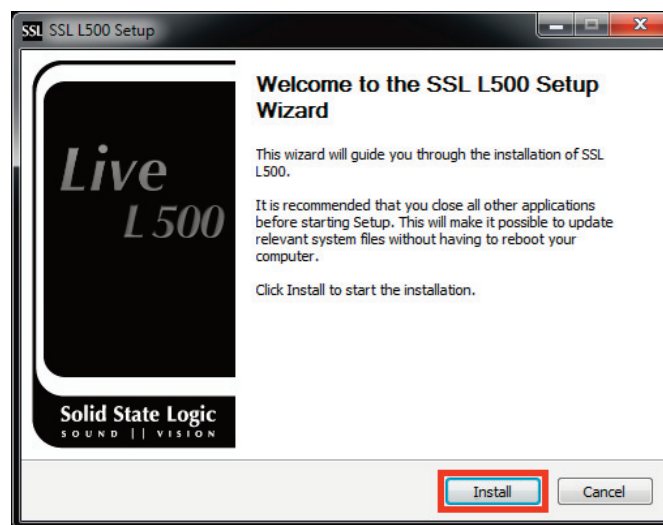 SSL SSL L500 Setup
Live
L500
Solid State Logic
SOUND || VISION
Welcome to the SSL L500 Setup
Wizard
This wizard will guide you through the installation of SSL
L500.
It is recommended that you close all other applications
before starting Setup. This will make it possible to update
relevant system files without having to reboot your
computer.
Click Install to start the installation.
Install Cancel